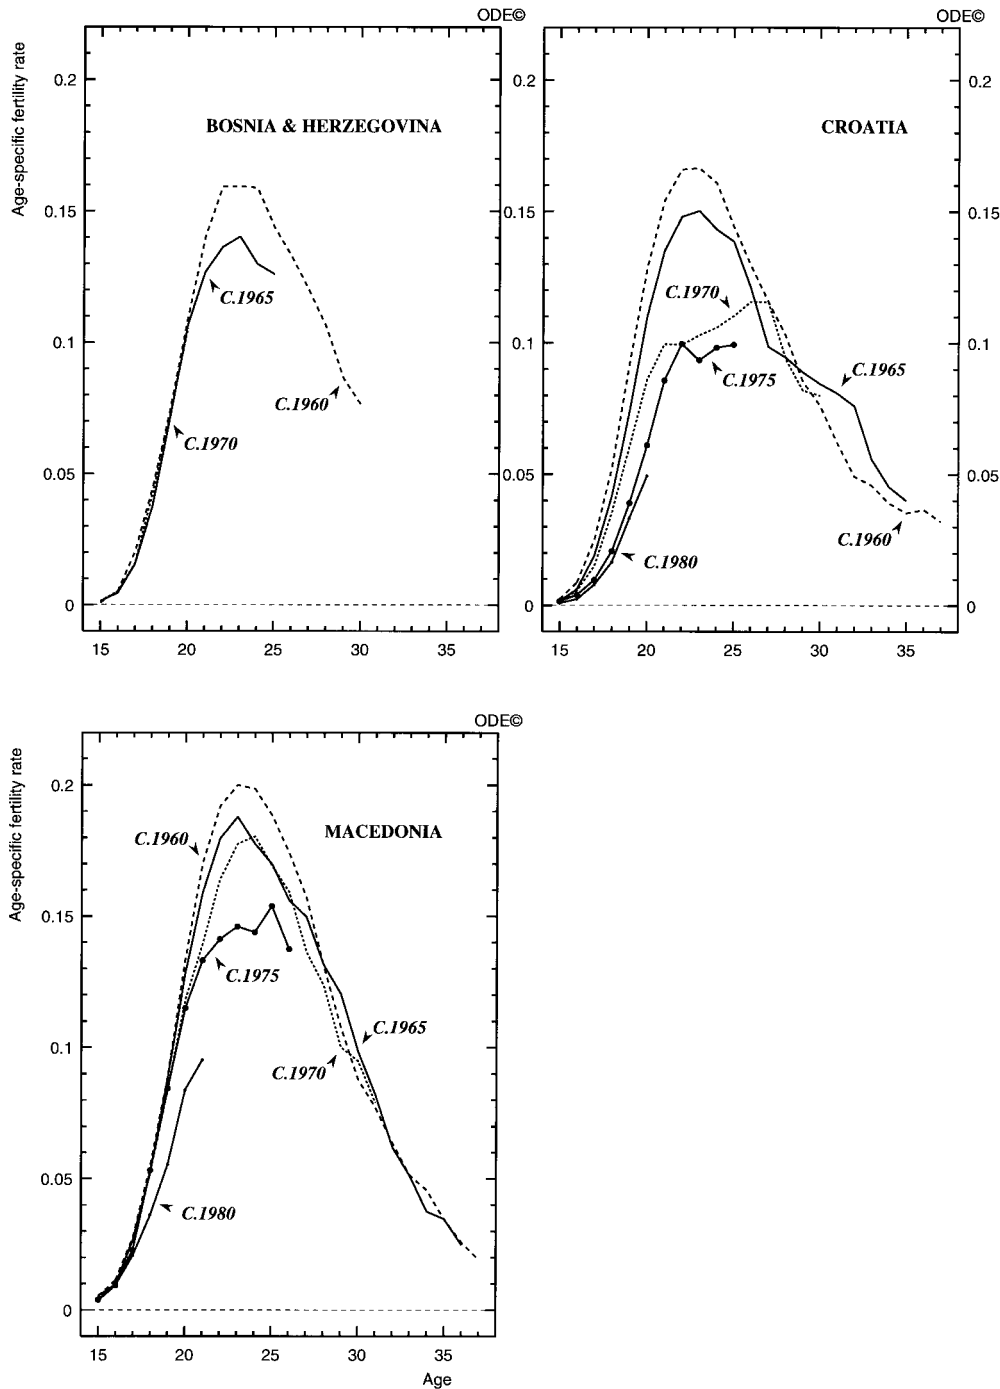 ODE©
ODE©
Age-specific fertility rate
0.2
0.15
0.1
0.05
0
BOSNIA & HERZEGOVINA
C.1965
C.1960
C.1970
15
20
25
30
35
0.2
0.15
0.1
0.05
0
CROATIA
C.1970
C.1975
C.1965
C.1960
C.1980
0.2
0.15
0.1
0.05
0
15
20
25
30
35
ODE©
Age-specific fertility rate
0.2
0.15
0.1
0.05
0
MACEDONIA
C.1960
C.1975
C.1965
C.1970
C.1980
15
20
25
30
35
Age